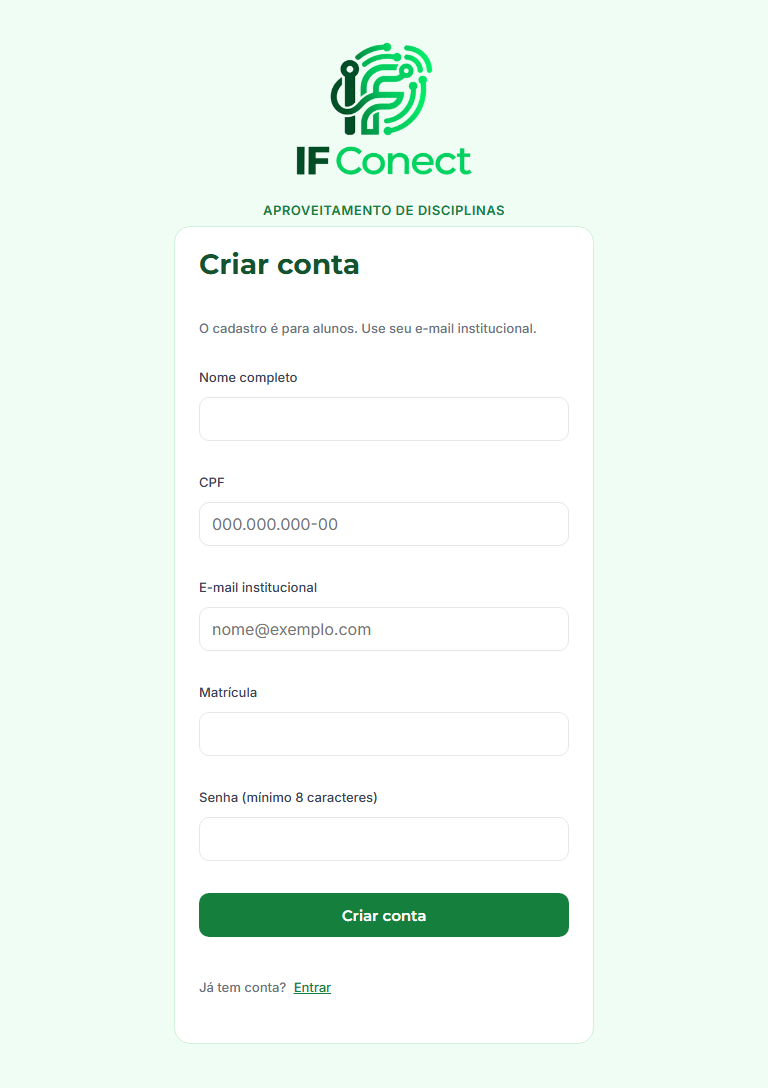 IF Conect
APROVEITAMENTO DE DISCIPLINAS
Criar conta
O cadastro é para alunos. Use seu e-mail institucional.
Nome completo
CPF
000.000.000-00
E-mail institucional
nome@exemplo.com
Matrícula
Senha (mínimo 8 caracteres)
Criar conta
Já tem conta? Entrar